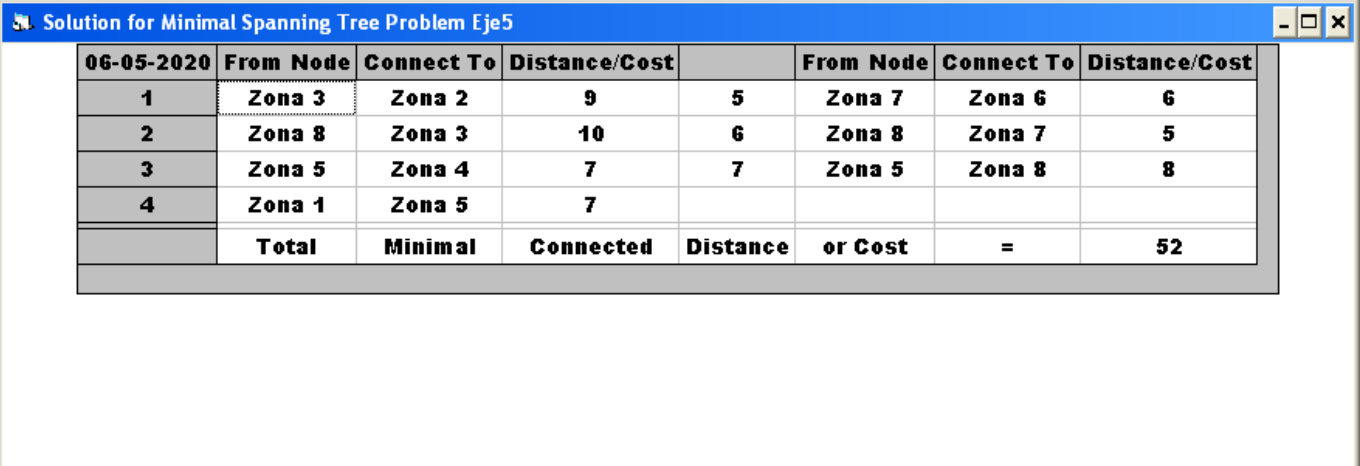 Solution for Minimal Spanning Tree Problem Eje5
06-05-2020 From Node Connect To Distance/Cost From Node Connect To Distance/Cost
1 Zona 3 Zona 2 9 5 Zona 7 Zona 6 6
2 Zona 8 Zona 3 10 6 Zona 8 Zona 7 5
3 Zona 5 Zona 4 7 7 Zona 5 Zona 8 8
4 Zona 1 Zona 5 7
Total Minimal Connected Distance or Cost = 52